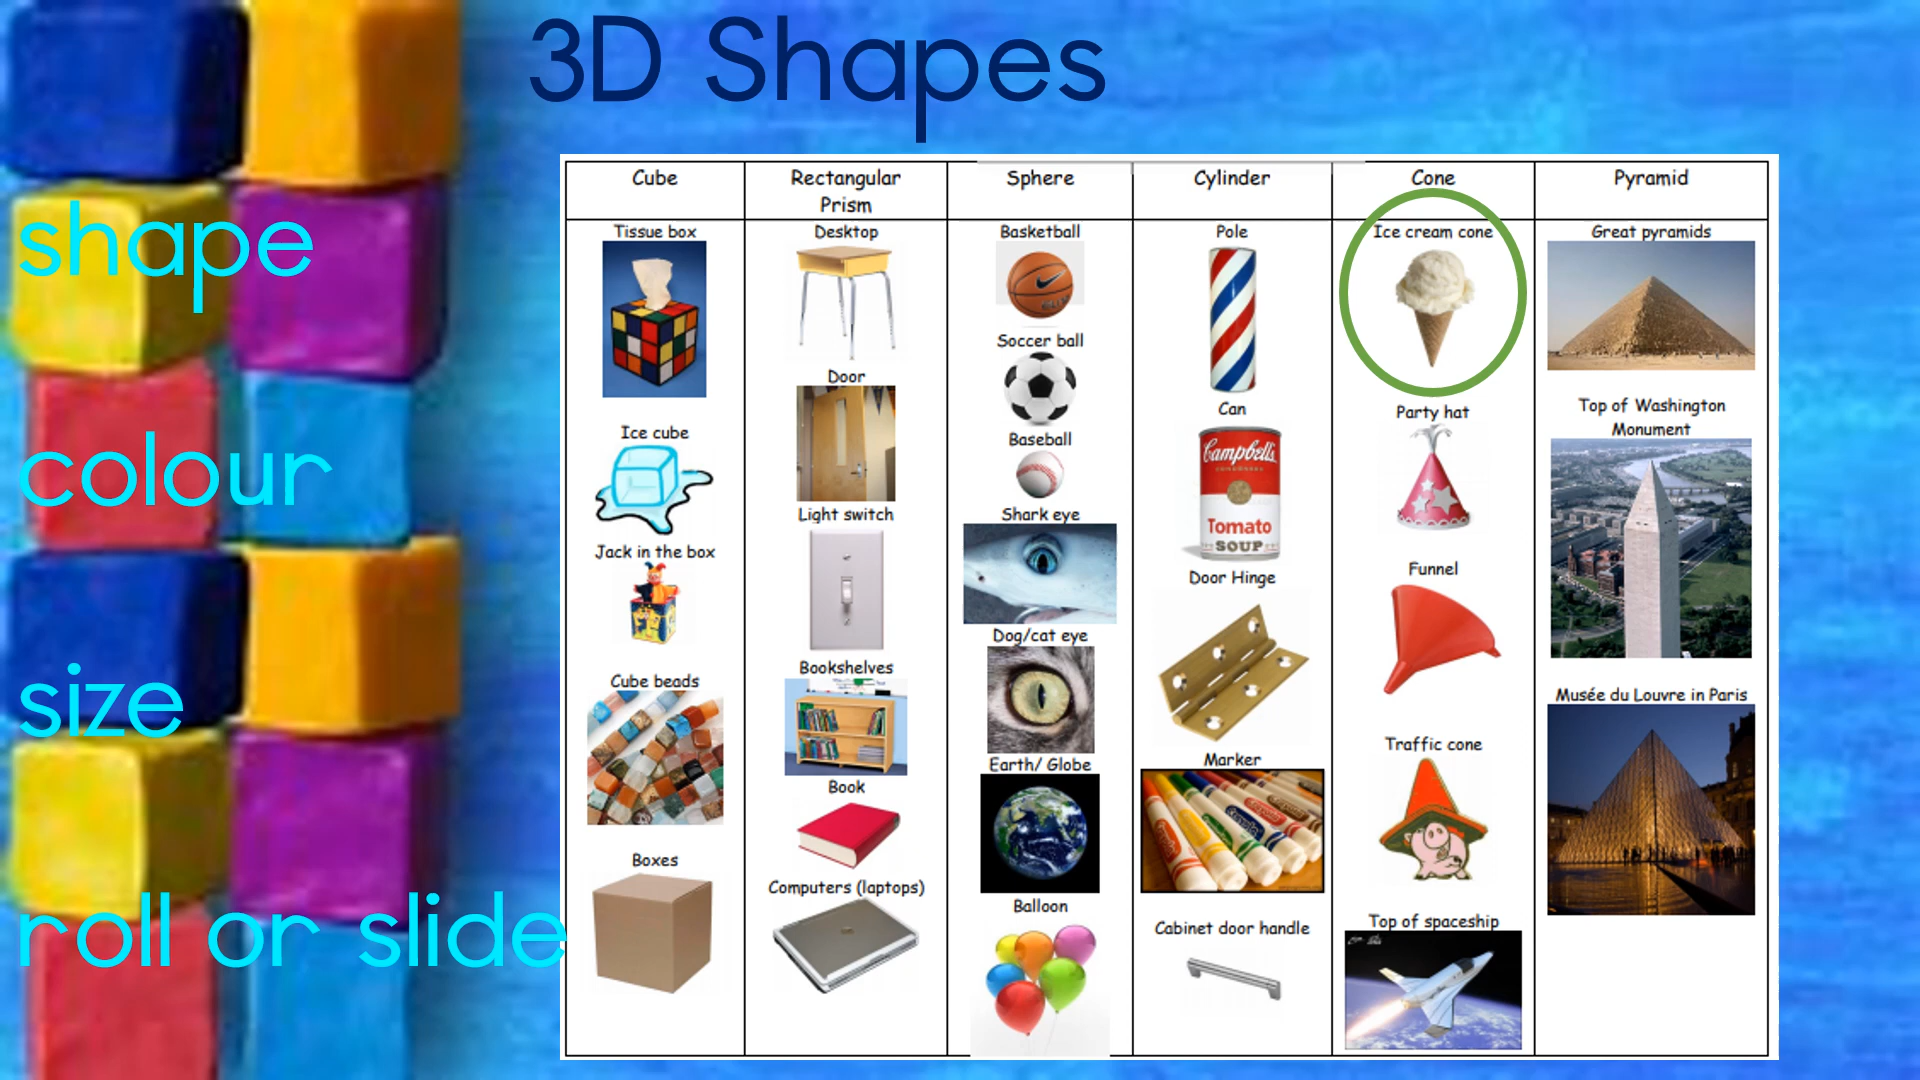 3D Shapes
shape
colour
size
roll or slide
Cube
Rectangular
Prism
Sphere
Cylinder
Cone
Pyramid
Tissue box
Ice cube
Jack in the box
Cube beads
Boxes
Desktop
Door
Light switch
Bookshelves
Book
Computers (laptops)
Basketball
Soccer ball
Baseball
Shark eye
Dog/cat eye
Earth/ Globe
Balloon
Pole
Can
Campbell's
Tomato
SOUP
Door Hinge
Marker
Crayola
Cabinet door handle
Ice cream cone
Party hat
Funnel
Traffic cone
Top of spaceship
Great pyramids
Top of Washington
Monument
Musée du Louvre in Paris